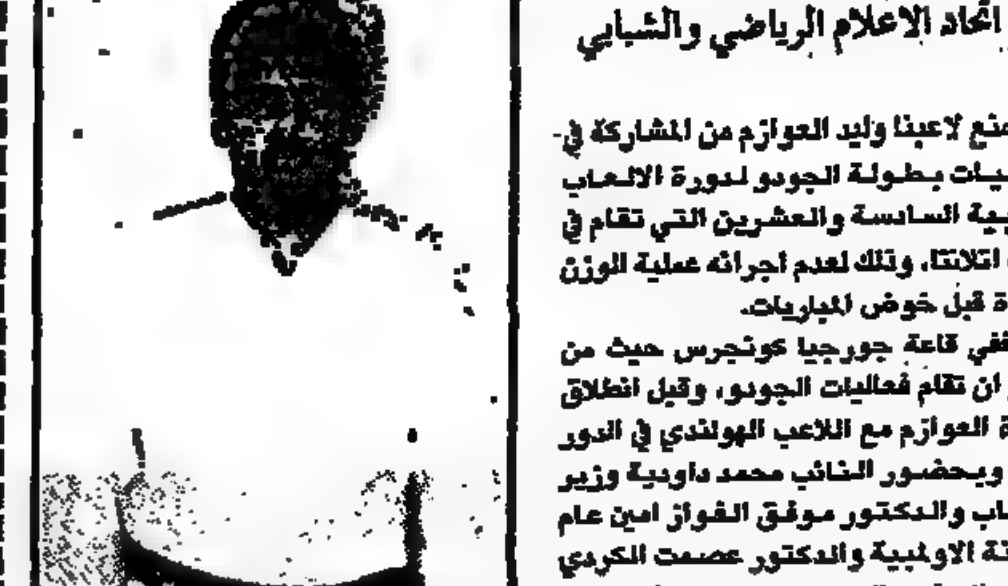 اتحاد الاعلام الرياضي والشبابي
منع لاعبنا وليد العوازم من المشاركة في-
بطولة الجودو لدورة الالعاب
السادسة والعشرين التي تقام في
اتلانتا، وذلك لعدم اجرائه عملية الوزن
قبل خوض المباريات.
ففي قاعة جورجيا كونجرس حيث من
ان تقام فعاليات الجودو، وقبل انطلاق
العوازم مع اللاعب الهولندي في الدور
وبحضور النائب محمد داودية وزير
والدكتور موفق الفواز امين عام
الاولمبية والدكتور عصمت الكردي